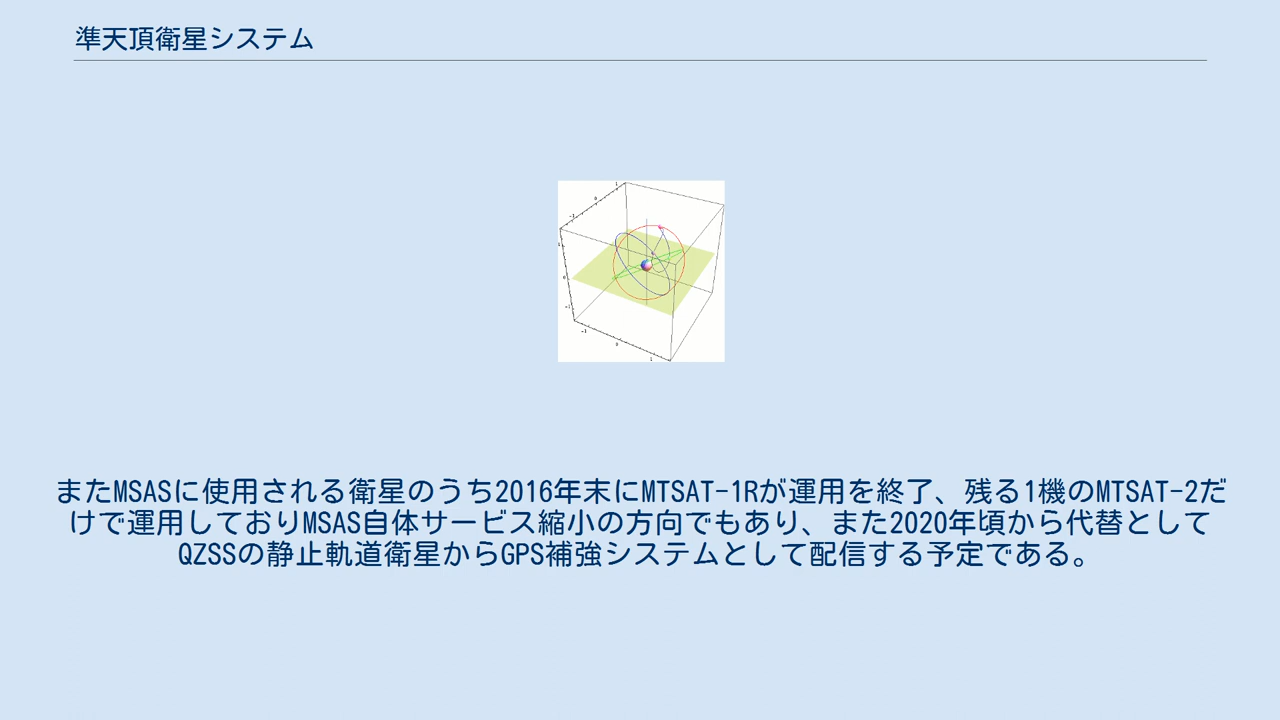 準天頂衛星システム
またMSASに使用される衛星のうち2016年末にMTSAT-1Rが運用を終了、残る1機のMTSAT-2だ
けで運用しておりMSAS自体サービス縮小の方向でもあり、また2020年頃から代替として
QZSSの静止軌道衛星からGPS補強システムとして配信する予定である。